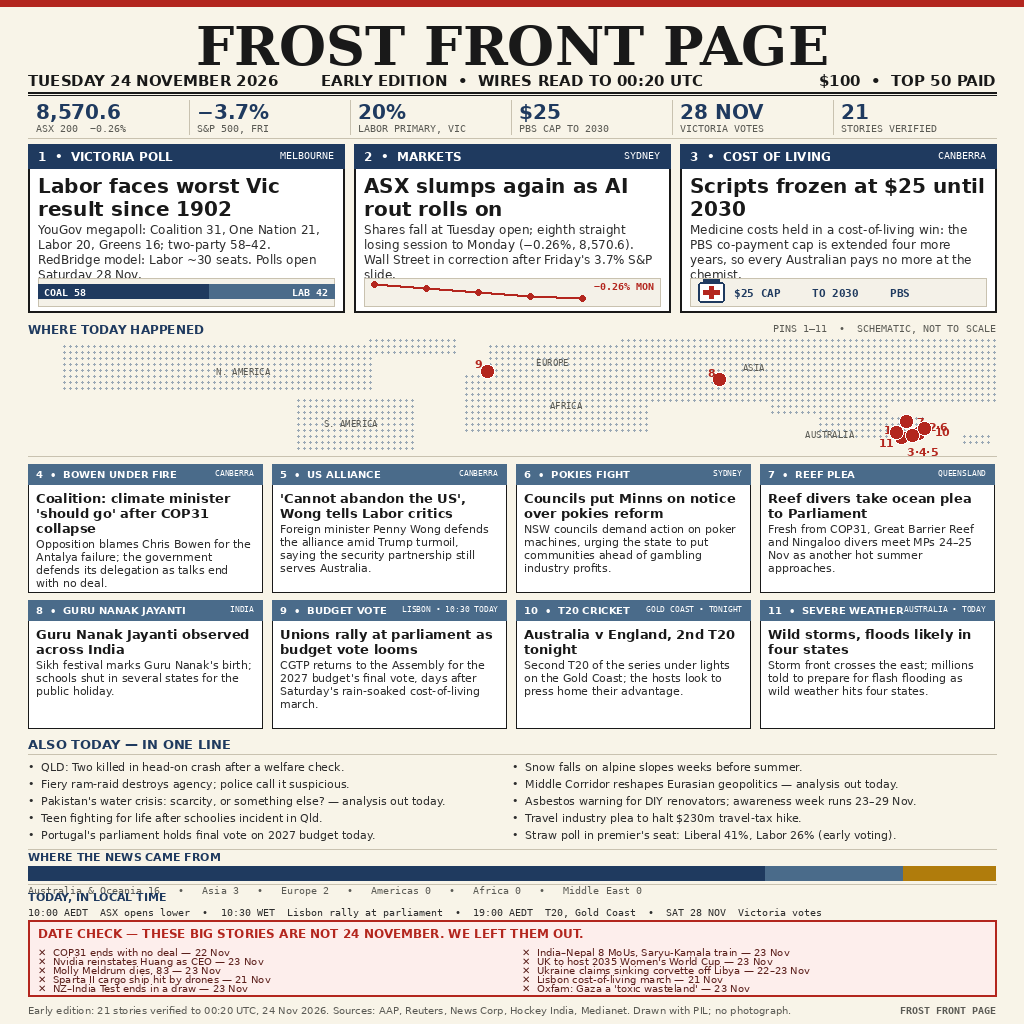 FROST FRONT PAGE
TUESDAY 24 NOVEMBER 2026 EARLY EDITION • WIRES READ TO 00:20 UTC $100 • TOP 50 PAID
8,570.6
ASX 200 −0.26%
−3.7%
S&P 500, FRI
20%
LABOR PRIMARY, VIC
$25
PBS CAP TO 2030
28 NOV
VICTORIA VOTES
21
STORIES VERIFIED
1 • VICTORIA POLL MELBOURNE
Labor faces worst Vic
result since 1902
YouGov megapoll: Coalition 31, One Nation 21,
Labor 20, Greens 16; two-party 58–42.
RedBridge model: Labor ~30 seats. Polls open
Saturday 28 Nov.
COAL 58 LAB 42
2 • MARKETS SYDNEY
ASX slumps again as AI
rout rolls on
Shares fall at Tuesday open; eighth straight
losing session to Monday (−0.26%, 8,570.6).
Wall Street in correction after Friday's 3.7% S&P
slide.
−0.26% MON
3 • COST OF LIVING CANBERRA
Scripts frozen at $25 until
2030
Medicine costs held in a cost-of-living win: the
PBS co-payment cap is extended four more
years, so every Australian pays no more at the
chemist.
$25 CAP TO 2030 PBS
WHERE TODAY HAPPENED PINS 1–11 • SCHEMATIC, NOT TO SCALE
N. AMERICA
S. AMERICA
EUROPE
AFRICA
ASIA
AUSTRALIA
9
8
1
7
2·6
10
11
3·4·5
4 • BOWEN UNDER FIRE CANBERRA
Coalition: climate minister
'should go' after COP31
collapse
Opposition blames Chris Bowen for the
Antalya failure; the government
defends its delegation as talks end
with no deal.
5 • US ALLIANCE CANBERRA
'Cannot abandon the US',
Wong tells Labor critics
Foreign minister Penny Wong defends
the alliance amid Trump turmoil,
saying the security partnership still
serves Australia.
6 • POKIES FIGHT SYDNEY
Councils put Minns on notice
over pokies reform
NSW councils demand action on poker
machines, urging the state to put
communities ahead of gambling
industry profits.
7 • REEF PLEA QUEENSLAND
Reef divers take ocean plea
to Parliament
Fresh from COP31, Great Barrier Reef
and Ningaloo divers meet MPs 24–25
Nov as another hot summer
approaches.
8 • GURU NANAK JAYANTI INDIA
Guru Nanak Jayanti observed
across India
Sikh festival marks Guru Nanak's birth;
schools shut in several states for the
public holiday.
9 • BUDGET VOTE LISBON • 10:30 TODAY
Unions rally at parliament as
budget vote looms
CGTP returns to the Assembly for the
2027 budget's final vote, days after
Saturday's rain-soaked cost-of-living
march.
10 • T20 CRICKET GOLD COAST • TONIGHT
Australia v England, 2nd T20
tonight
Second T20 of the series under lights
on the Gold Coast; the hosts look to
press home their advantage.
11 • SEVERE WEATHER AUSTRALIA • TODAY
Wild storms, floods likely in
four states
Storm front crosses the east; millions
told to prepare for flash flooding as
wild weather hits four states.
ALSO TODAY — IN ONE LINE
• QLD: Two killed in head-on crash after a welfare check.
• Fiery ram-raid destroys agency; police call it suspicious.
• Pakistan's water crisis: scarcity, or something else? — analysis out today.
• Teen fighting for life after schoolies incident in Qld.
• Portugal's parliament holds final vote on 2027 budget today.
• Snow falls on alpine slopes weeks before summer.
• Middle Corridor reshapes Eurasian geopolitics — analysis out today.
• Asbestos warning for DIY renovators; awareness week runs 23–29 Nov.
• Travel industry plea to halt $230m travel-tax hike.
• Straw poll in premier's seat: Liberal 41%, Labor 26% (early voting).
WHERE THE NEWS CAME FROM
Australia & Oceania 16 • Asia 3 • Europe 2 • Americas 0 • Africa 0 • Middle East 0
TODAY, IN LOCAL TIME
10:00 AEDT ASX opens lower • 10:30 WET Lisbon rally at parliament • 19:00 AEDT T20, Gold Coast • SAT 28 NOV Victoria votes
DATE CHECK — THESE BIG STORIES ARE NOT 24 NOVEMBER. WE LEFT THEM OUT.
✕ COP31 ends with no deal — 22 Nov
✕ Nvidia reinstates Huang as CEO — 23 Nov
✕ Molly Meldrum dies, 83 — 23 Nov
✕ Sparta II cargo ship hit by drones — 21 Nov
✕ NZ–India Test ends in a draw — 23 Nov
✕ India–Nepal 8 MoUs, Saryu-Kamala train — 23 Nov
✕ UK to host 2035 Women's World Cup — 23 Nov
✕ Ukraine claims sinking corvette off Libya — 22–23 Nov
✕ Lisbon cost-of-living march — 21 Nov
✕ Oxfam: Gaza a 'toxic wasteland' — 23 Nov
Early edition: 21 stories verified to 00:20 UTC, 24 Nov 2026. Sources: AAP, Reuters, News Corp, Hockey India, Medianet. Drawn with PIL; no photograph. FROST FRONT PAGE